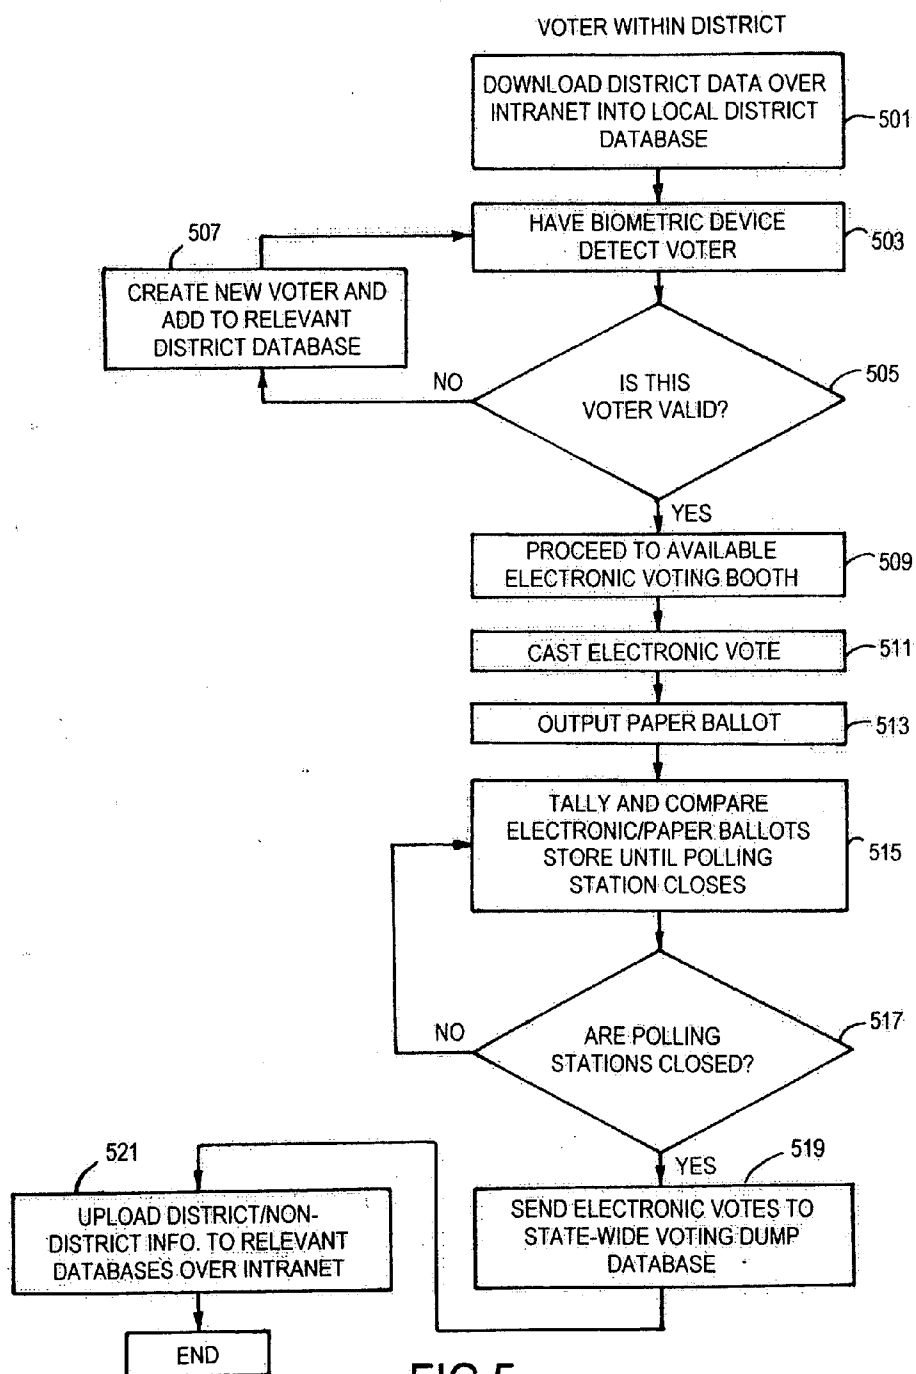 VOTER WITHIN DISTRICT
DOWNLOAD DISTRICT DATA OVER
INTRANET INTO LOCAL DISTRICT
DATABASE
501
HAVE BIOMETRIC DEVICE
DETECT VOTER
503
507
CREATE NEW VOTER AND
ADD TO RELEVANT
DISTRICT DATABASE
NO
IS THIS
VOTER VALID?
505
YES
PROCEED TO AVAILABLE
ELECTRONIC VOTING BOOTH
509
CAST ELECTRONIC VOTE
511
OUTPUT PAPER BALLOT
513
TALLY AND COMPARE
ELECTRONIC/PAPER BALLOTS
STORE UNTIL POLLING
STATION CLOSES
515
NO
ARE POLLING
STATIONS CLOSED?
517
YES
519
SEND ELECTRONIC VOTES TO
STATE-WIDE VOTING DUMP
DATABASE
521
UPLOAD DISTRICT/NON-
DISTRICT INFO. TO RELEVANT
DATABASES OVER INTRANET
END
FIG.5